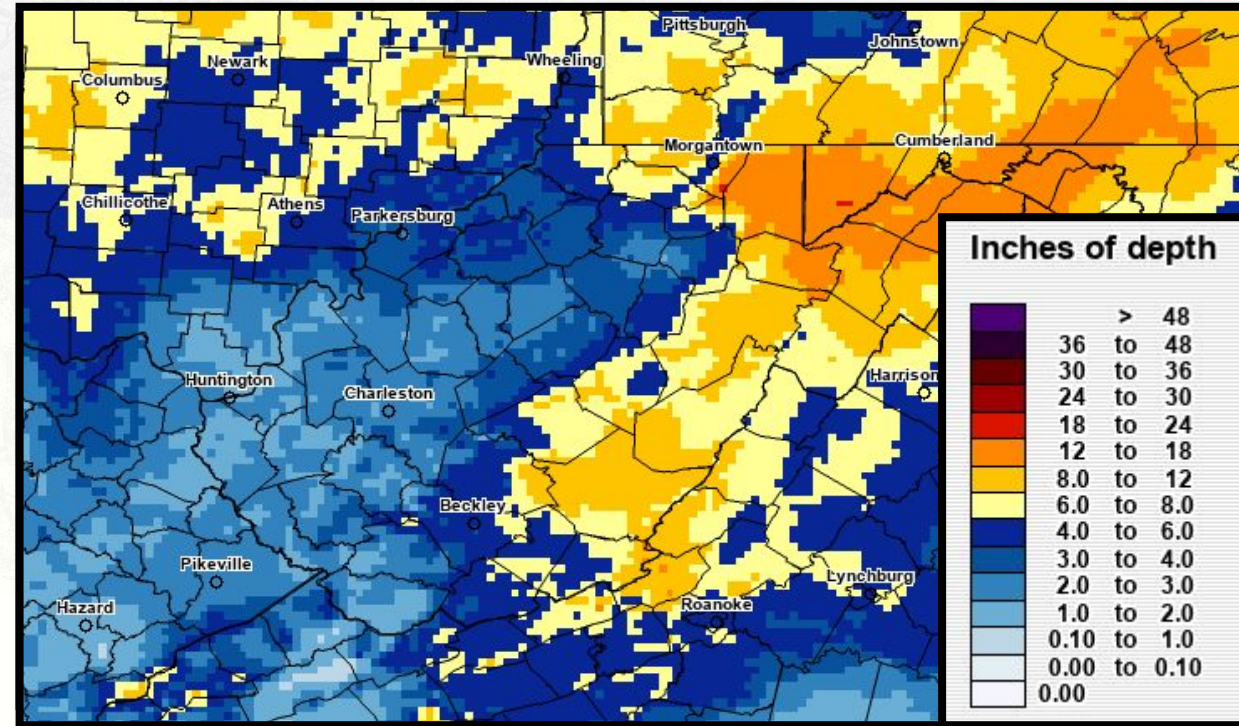 Pittsburgh
Johnstown
Newark
Wheeling
Columbus
Morgantown
Cumberland
Chillicothe
Athens
Parkersburg
Inches of depth
> 48
36 to 48
30 to 36
24 to 30
18 to 24
12 to 18
8.0 to 12
6.0 to 8.0
4.0 to 6.0
3.0 to 4.0
2.0 to 3.0
1.0 to 2.0
0.10 to 1.0
0.00 to 0.10
0.00
Huntington
Charleston
Harrison
Beckley
Pikeville
Lynchburg
Hazard
Roanoke